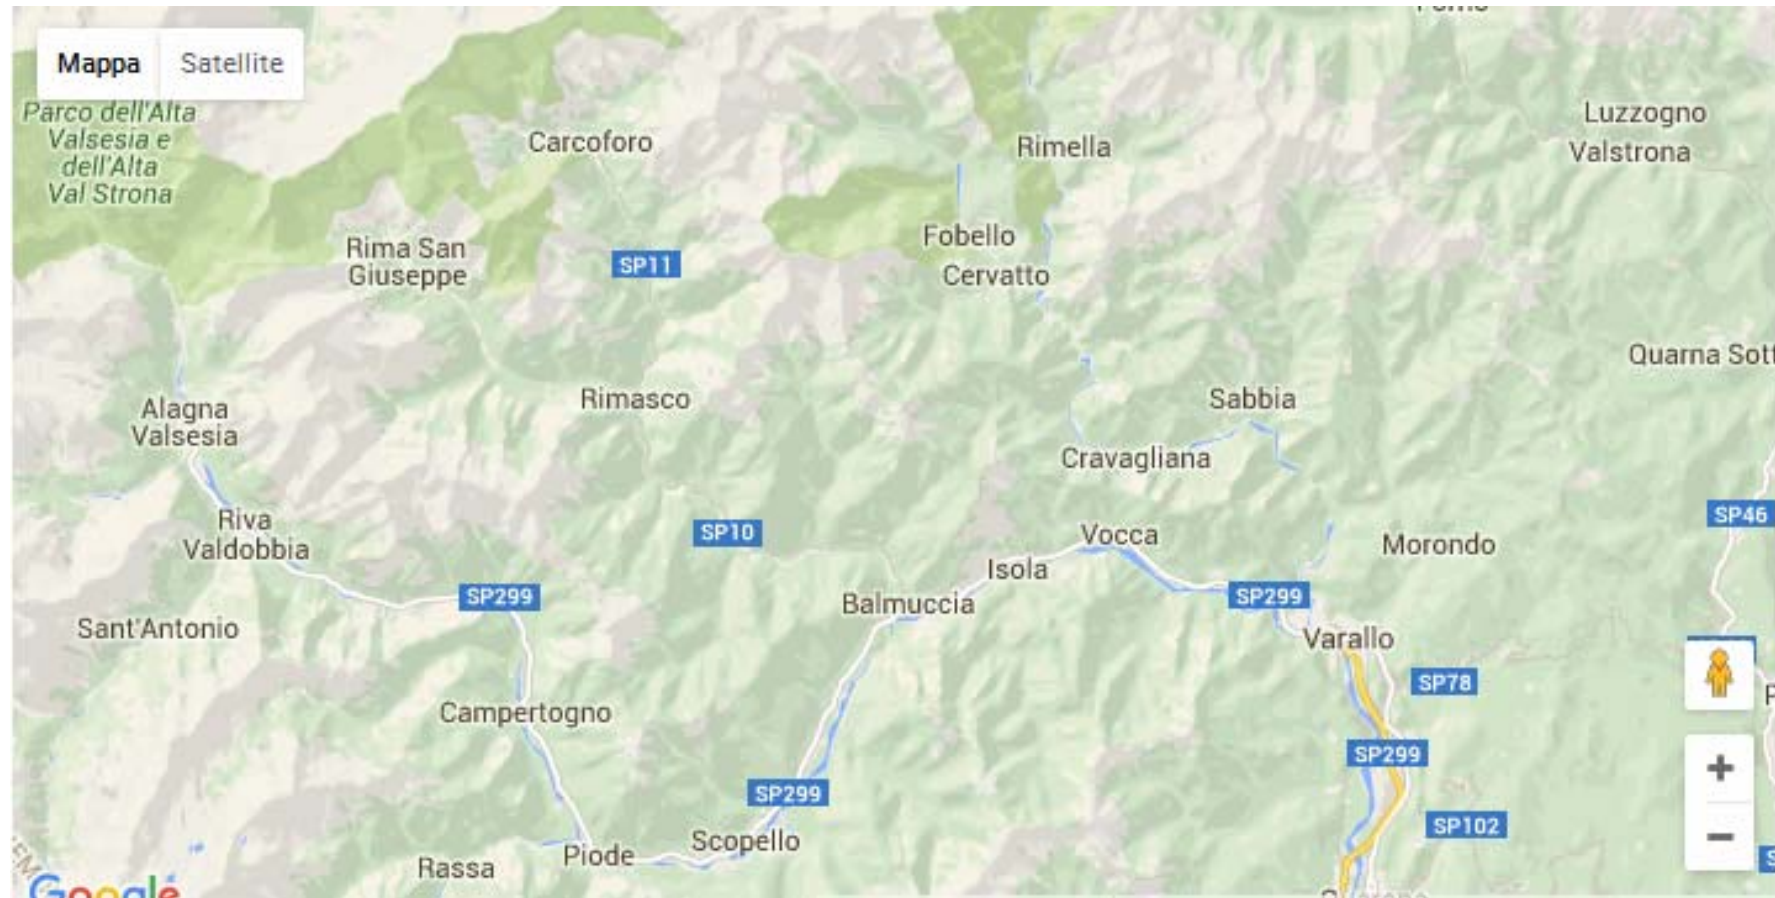 Mappa Satellite
Parco dell'Alta
Valsesia e
dell'Alta
Val Strona
Carcoforo
Rimella
Luzzogno
Valstrona
Rima San
Giuseppe
SP11
Fobello
Cervatto
Quarna Sott
Alagna
Valsesia
Rimasco
Sabbia
Cravagliana
Riva
Valdobbia
SP10
Vocca
Morondo
SP46
Isola
SP299
Balmuccia
SP299
Sant'Antonio
Varallo
SP78
Campertogno
SP299
SP299
+
SP102
−
Scopello
Piode
Rassa
Google